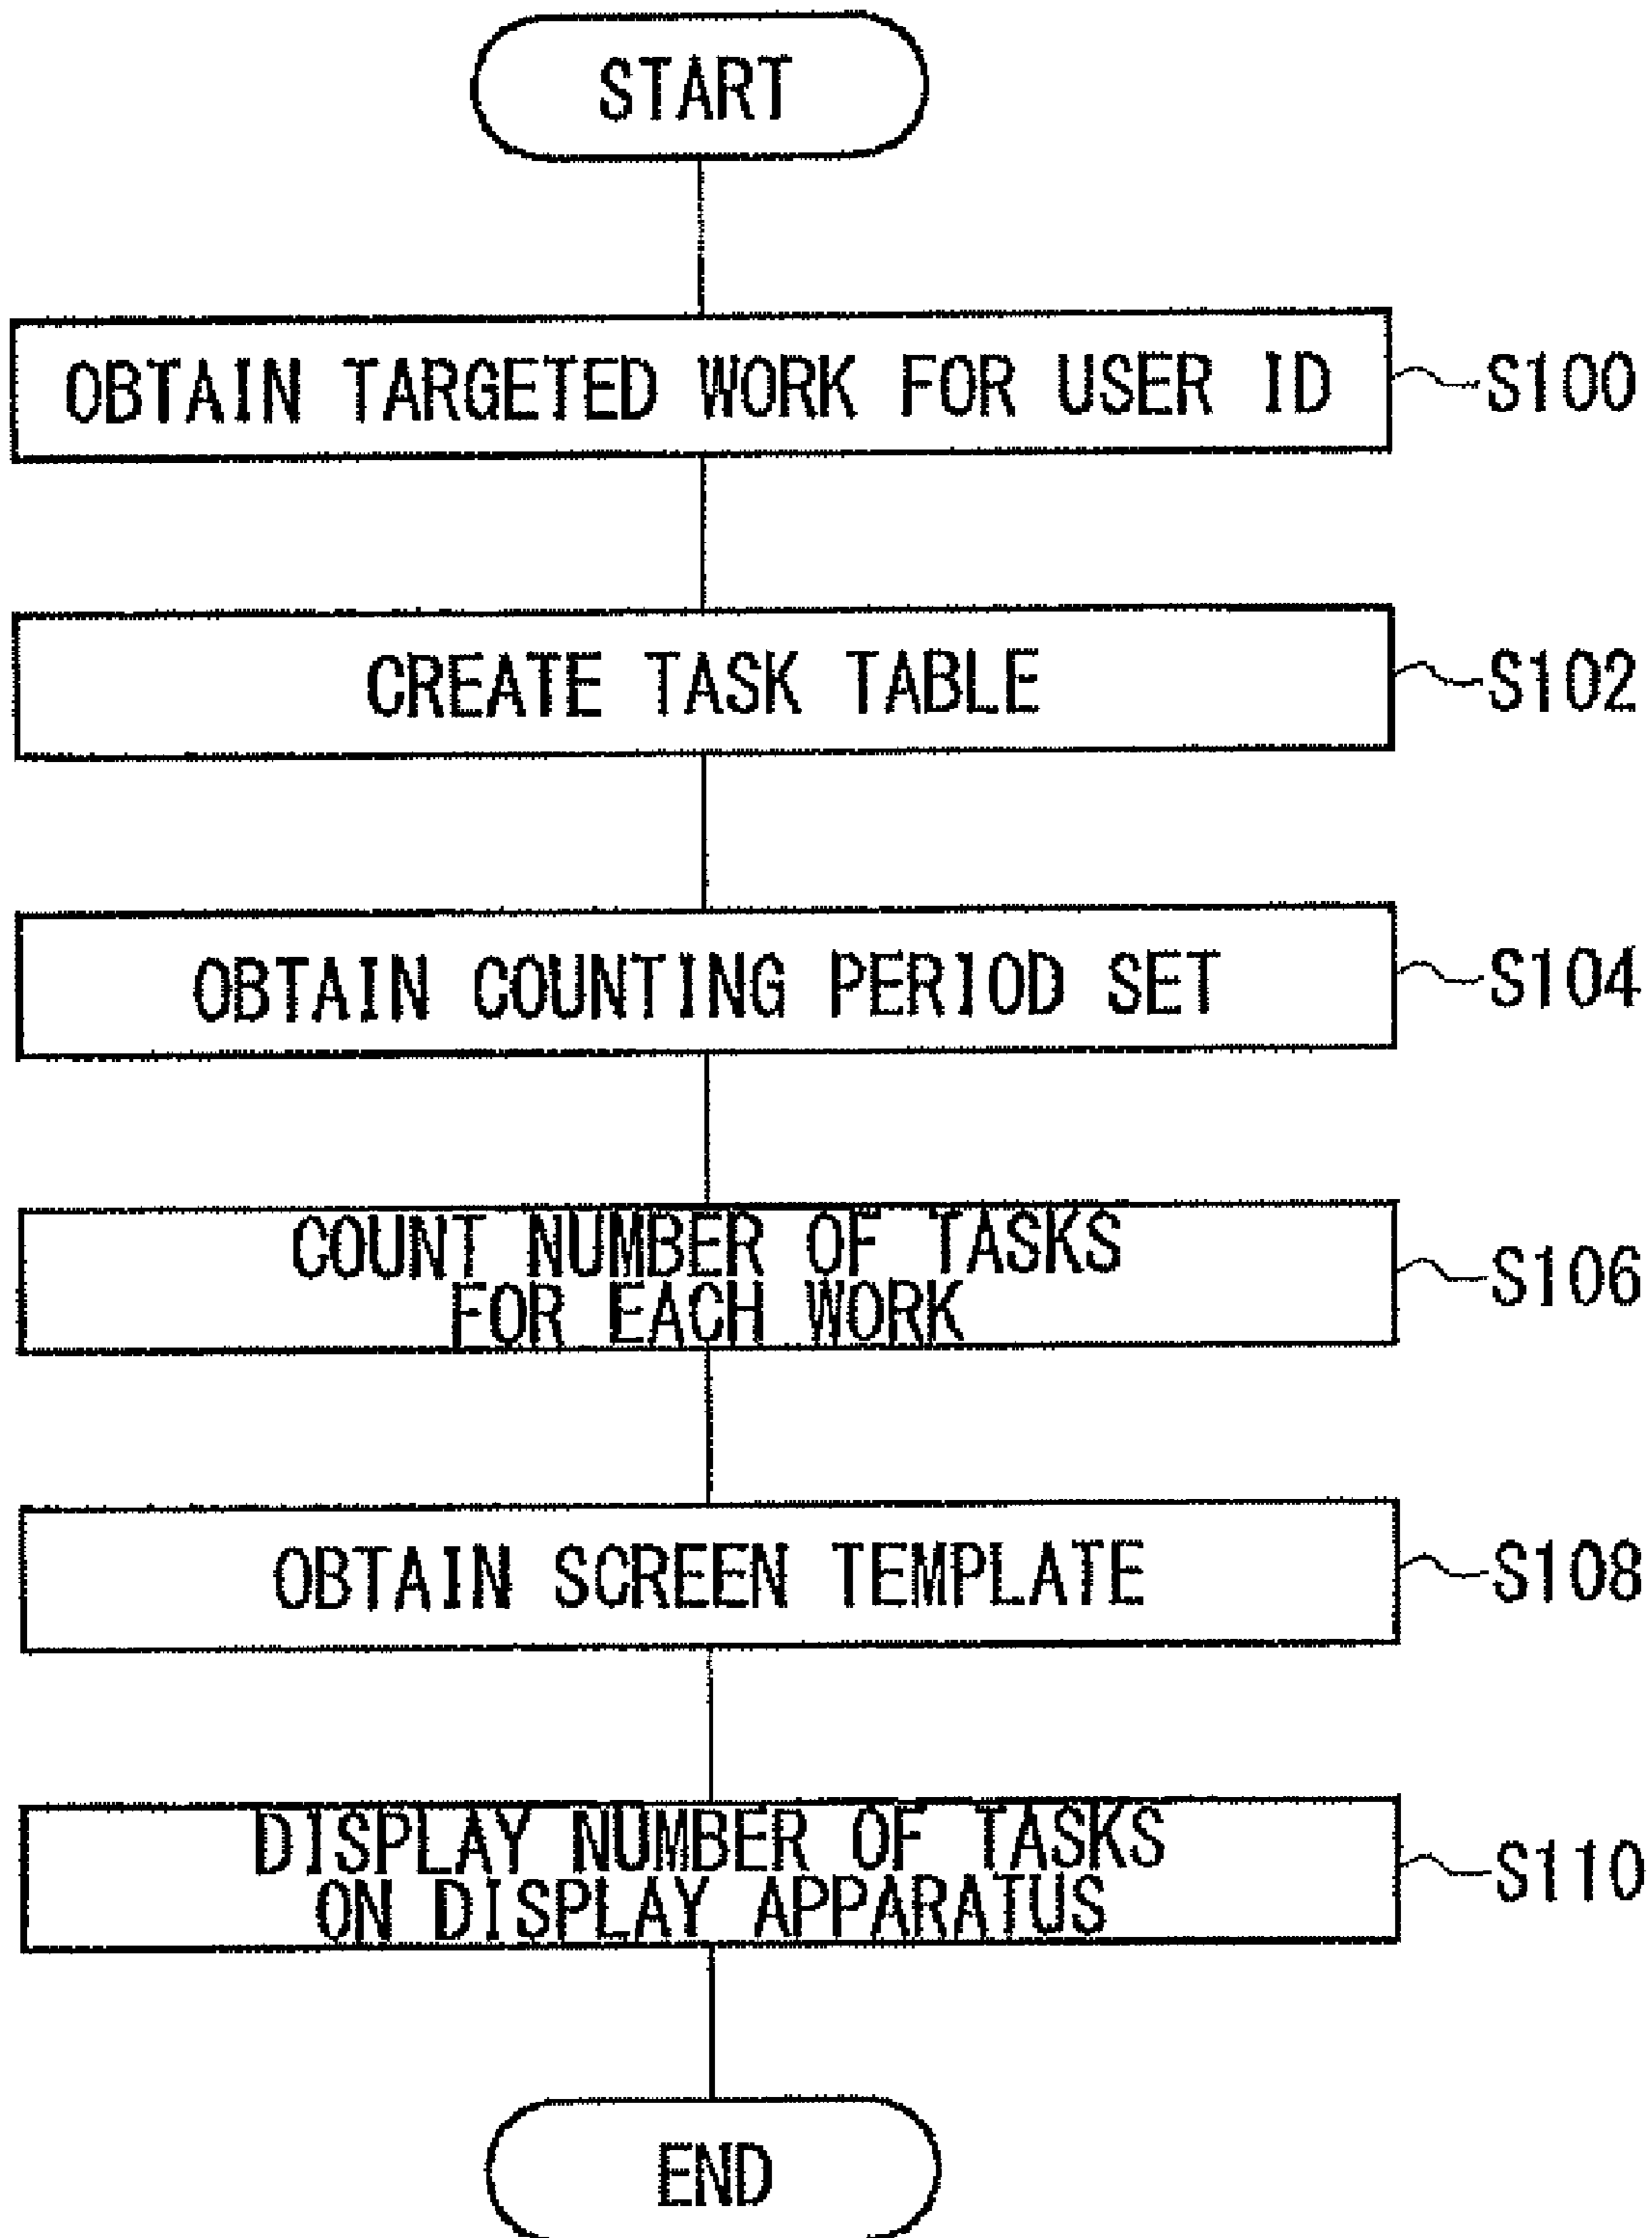 START
OBTAIN TARGETED WORK FOR USER ID
S100
CREATE TASK TABLE
S102
OBTAIN COUNTING PERIOD SET
S104
COUNT NUMBER OF TASKS
FOR EACH WORK
S106
OBTAIN SCREEN TEMPLATE
S108
DISPLAY NUMBER OF TASKS
ON DISPLAY APPARATUS
S110
END